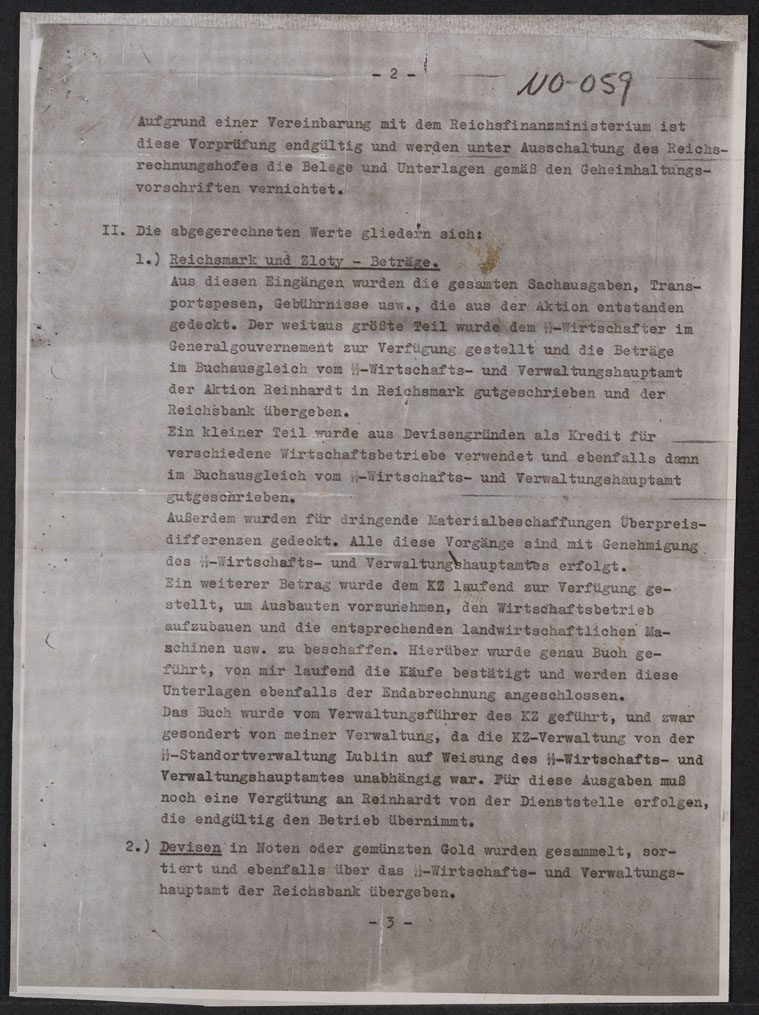 - 2 -
NO-059
Aufgrund einer Vereinbarung mit dem Reichsfinanzministerium ist
diese Vorprüfung endgültig und werden unter Ausschaltung des Reichs-
rechnungshofes die Belege und Unterlagen gemäß den Geheimhaltungs-
vorschriften vernichtet.
II. Die abgegerechneten Werte gliedern sich:
1.) Reichsmark und Zloty - Beträge.
Aus diesen Eingängen wurden die gesamten Sachausgaben, Trans-
portspesen, Gebührnisse usw., die aus der Aktion entstanden
gedeckt. Der weitaus größte Teil wurde dem SS-Wirtschafter im
Generalgouvernement zur Verfügung gestellt und die Beträge
im Buchausgleich vom SS-Wirtschafts- und Verwaltungshauptamt
der Aktion Reinhardt in Reichsmark gutgeschrieben und der
Reichsbank übergeben.
Ein kleiner Teil wurde aus Devisengründen als Kredit für
verschiedene Wirtschaftsbetriebe verwendet und ebenfalls dann
im Buchausgleich vom SS-Wirtschafts- und Verwaltungshauptamt
gutgeschrieben.
Außerdem wurden für dringende Materialbeschaffungen Überpreis-
differenzen gedeckt. Alle diese Vorgänge sind mit Genehmigung
des SS-Wirtschafts- und Verwaltungshauptamtes erfolgt.
Ein weiterer Betrag wurde dem KZ laufend zur Verfügung ge-
stellt, um Ausbauten vorzunehmen, den Wirtschaftsbetrieb
aufzubauen und die entsprechenden landwirtschaftlichen Ma-
schinen usw. zu beschaffen. Hierüber wurde genau Buch ge-
führt, von mir laufend die Käufe bestätigt und werden diese
Unterlagen ebenfalls der Endabrechnung angeschlossen.
Das Buch wurde vom Verwaltungsführer des KZ geführt, und zwar
gesondert von meiner Verwaltung, da die KZ-Verwaltung von der
SS-Standortverwaltung Lublin auf Weisung des SS-Wirtschafts- und
Verwaltungshauptamtes unabhängig war. Für diese Ausgaben muß
noch eine Vergütung an Reinhardt von der Dienststelle erfolgen,
die endgültig den Betrieb übernimmt.
2.) Devisen in Noten oder gemünzten Gold wurden gesammelt, sor-
tiert und ebenfalls über das SS-Wirtschafts- und Verwaltungs-
hauptamt der Reichsbank übergeben.
- 3 -